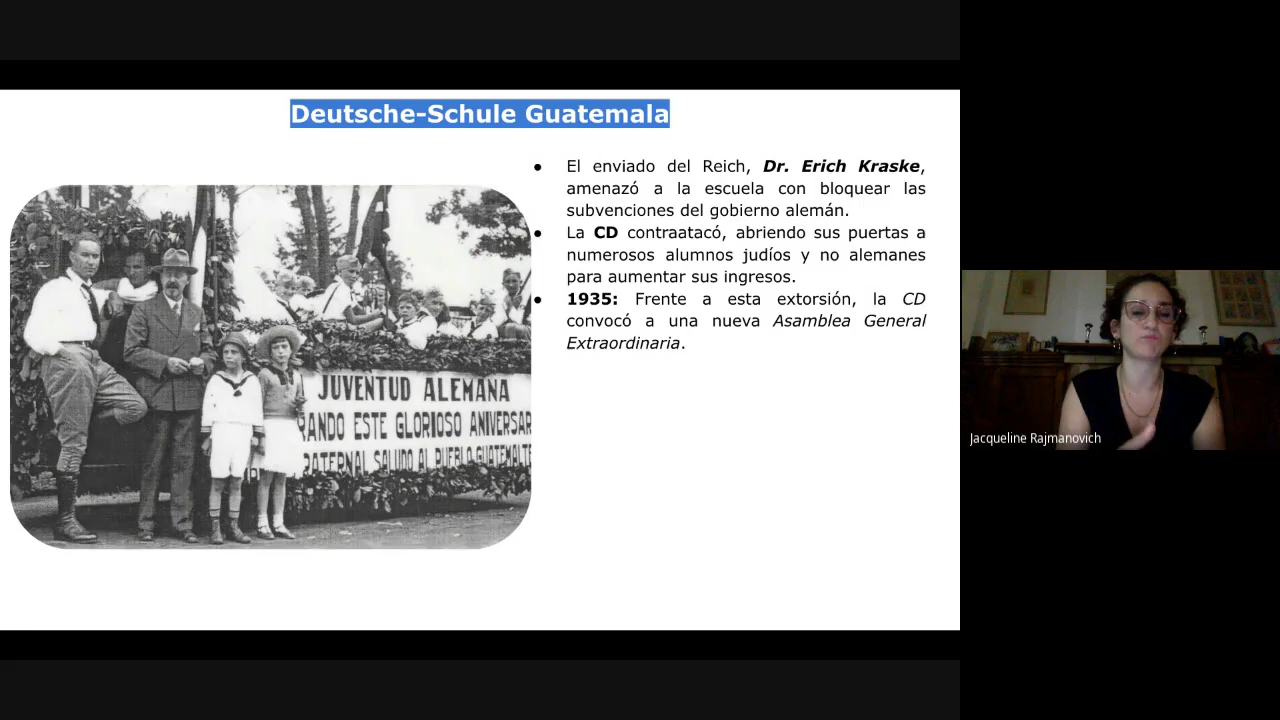 Deutsche-Schule Guatemala
● El enviado del Reich, Dr. Erich Kraske,
amenazó a la escuela con bloquear las
subvenciones del gobierno alemán.
● La CD contraatacó, abriendo sus puertas a
numerosos alumnos judíos y no alemanes
para aumentar sus ingresos.
● 1935: Frente a esta extorsión, la CD
convocó a una nueva Asamblea General
Extraordinaria.
JUVENTUD ALEMANA
RANDO ESTE GLORIOSO ANIVERSAR
RATERNAL SALUDO AL PUEBLO GUATEMALTE
Jacqueline Rajmanovich